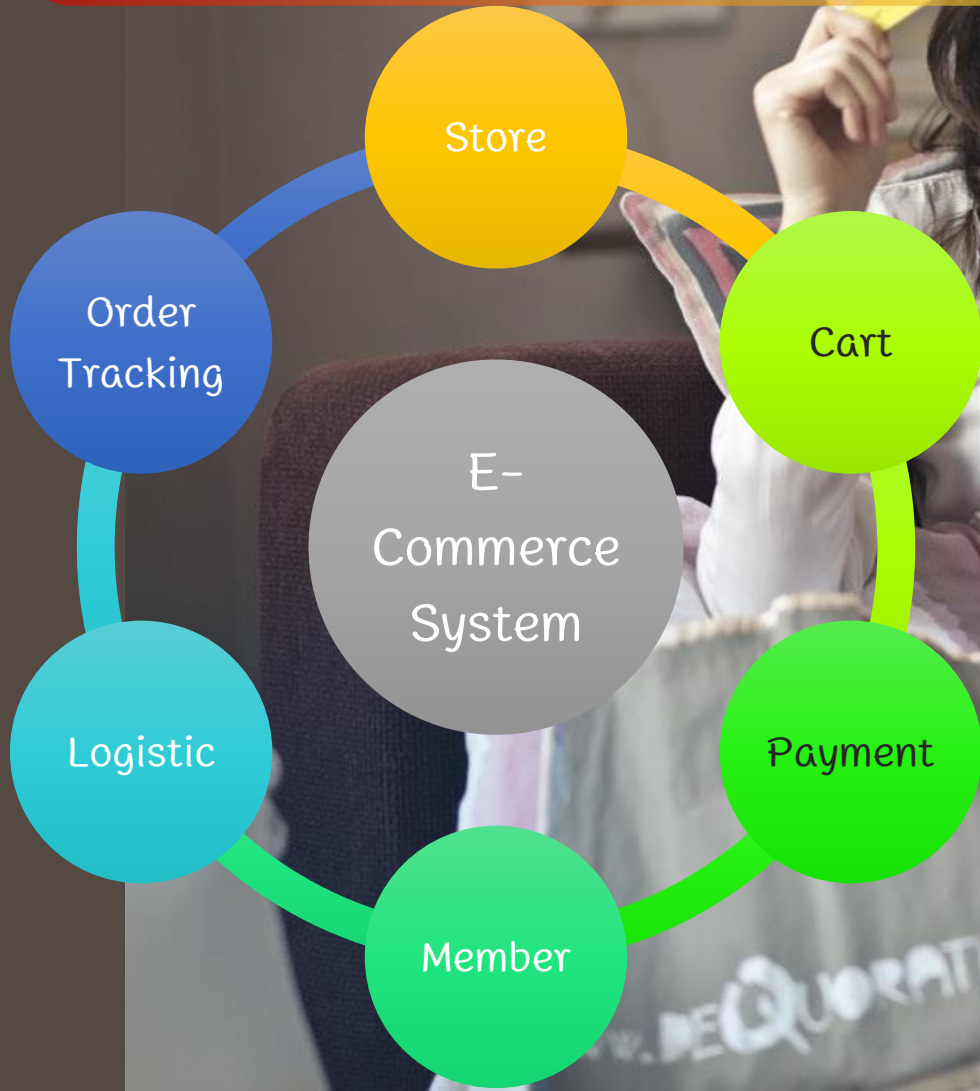 Store
Cart
Payment
Member
Logistic
Order
Tracking
E-
Commerce
System